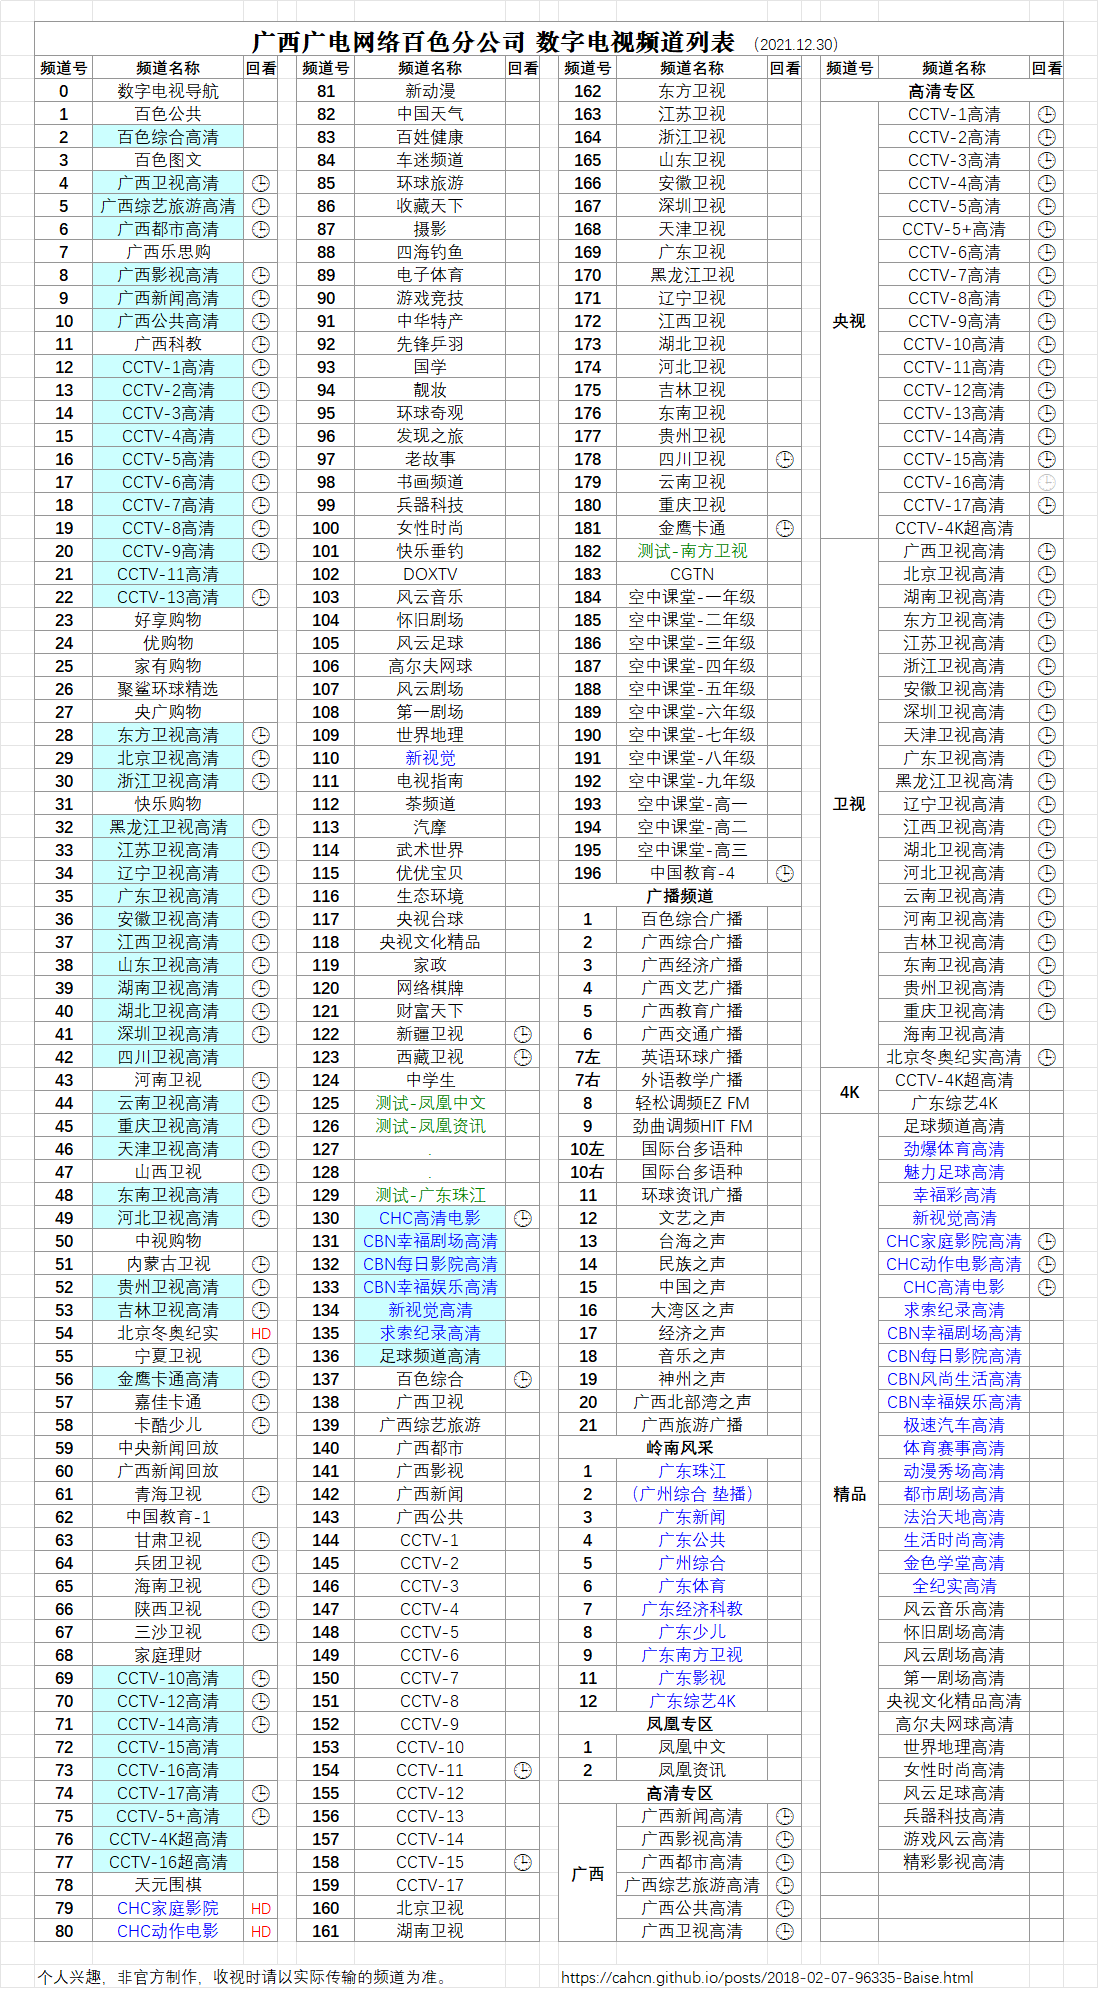 广西广电网络百色分公司 数字电视频道列表 （2021.12.30）
频道号 频道名称 回看
0 数字电视导航
1 百色公共
2 百色综合高清
3 百色图文
4 广西卫视高清
5 广西综艺旅游高清
6 广西都市高清
7 广西乐思购
8 广西影视高清
9 广西新闻高清
10 广西公共高清
11 广西科教
12 CCTV-1高清
13 CCTV-2高清
14 CCTV-3高清
15 CCTV-4高清
16 CCTV-5高清
17 CCTV-6高清
18 CCTV-7高清
19 CCTV-8高清
20 CCTV-9高清
21 CCTV-11高清
22 CCTV-13高清
23 好享购物
24 优购物
25 家有购物
26 聚鲨环球精选
27 央广购物
28 东方卫视高清
29 北京卫视高清
30 浙江卫视高清
31 快乐购物
32 黑龙江卫视高清
33 江苏卫视高清
34 辽宁卫视高清
35 广东卫视高清
36 安徽卫视高清
37 江西卫视高清
38 山东卫视高清
39 湖南卫视高清
40 湖北卫视高清
41 深圳卫视高清
42 四川卫视高清
43 河南卫视
44 云南卫视高清
45 重庆卫视高清
46 天津卫视高清
47 山西卫视
48 东南卫视高清
49 河北卫视高清
50 中视购物
51 内蒙古卫视
52 贵州卫视高清
53 吉林卫视高清
54 北京冬奥纪实 HD
55 宁夏卫视
56 金鹰卡通高清
57 嘉佳卡通
58 卡酷少儿
59 中央新闻回放
60 广西新闻回放
61 青海卫视
62 中国教育-1
63 甘肃卫视
64 兵团卫视
65 海南卫视
66 陕西卫视
67 三沙卫视
68 家庭理财
69 CCTV-10高清
70 CCTV-12高清
71 CCTV-14高清
72 CCTV-15高清
73 CCTV-16高清
74 CCTV-17高清
75 CCTV-5+高清
76 CCTV-4K超高清
77 CCTV-16超高清
78 天元围棋
79 CHC家庭影院 HD
80 CHC动作电影 HD
频道号 频道名称 回看
81 新动漫
82 中国天气
83 百姓健康
84 车迷频道
85 环球旅游
86 收藏天下
87 摄影
88 四海钓鱼
89 电子体育
90 游戏竞技
91 中华特产
92 先锋乒羽
93 国学
94 靓妆
95 环球奇观
96 发现之旅
97 老故事
98 书画频道
99 兵器科技
100 女性时尚
101 快乐垂钓
102 DOXTV
103 风云音乐
104 怀旧剧场
105 风云足球
106 高尔夫网球
107 风云剧场
108 第一剧场
109 世界地理
110 新视觉
111 电视指南
112 茶频道
113 汽摩
114 武术世界
115 优优宝贝
116 生态环境
117 央视台球
118 央视文化精品
119 家政
120 网络棋牌
121 财富天下
122 新疆卫视
123 西藏卫视
124 中学生
125 测试-凤凰中文
126 测试-凤凰资讯
127 .
128 .
129 测试-广东珠江
130 CHC高清电影
131 CBN幸福剧场高清
132 CBN每日影院高清
133 CBN幸福娱乐高清
134 新视觉高清
135 求索纪录高清
136 足球频道高清
137 百色综合
138 广西卫视
139 广西综艺旅游
140 广西都市
141 广西影视
142 广西新闻
143 广西公共
144 CCTV-1
145 CCTV-2
146 CCTV-3
147 CCTV-4
148 CCTV-5
149 CCTV-6
150 CCTV-7
151 CCTV-8
152 CCTV-9
153 CCTV-10
154 CCTV-11
155 CCTV-12
156 CCTV-13
157 CCTV-14
158 CCTV-15
159 CCTV-17
160 北京卫视
161 湖南卫视
频道号 频道名称 回看
162 东方卫视
163 江苏卫视
164 浙江卫视
165 山东卫视
166 安徽卫视
167 深圳卫视
168 天津卫视
169 广东卫视
170 黑龙江卫视
171 辽宁卫视
172 江西卫视
173 湖北卫视
174 河北卫视
175 吉林卫视
176 东南卫视
177 贵州卫视
178 四川卫视
179 云南卫视
180 重庆卫视
181 金鹰卡通
182 测试-南方卫视
183 CGTN
184 空中课堂-一年级
185 空中课堂-二年级
186 空中课堂-三年级
187 空中课堂-四年级
188 空中课堂-五年级
189 空中课堂-六年级
190 空中课堂-七年级
191 空中课堂-八年级
192 空中课堂-九年级
193 空中课堂-高一
194 空中课堂-高二
195 空中课堂-高三
196 中国教育-4
广播频道
1 百色综合广播
2 广西综合广播
3 广西经济广播
4 广西文艺广播
5 广西教育广播
6 广西交通广播
7左 英语环球广播
7右 外语教学广播
8 轻松调频EZ FM
9 劲曲调频HIT FM
10左 国际台多语种
10右 国际台多语种
11 环球资讯广播
12 文艺之声
13 台海之声
14 民族之声
15 中国之声
16 大湾区之声
17 经济之声
18 音乐之声
19 神州之声
20 广西北部湾之声
21 广西旅游广播
岭南风采
1 广东珠江
2 （广州综合 垫播）
3 广东新闻
4 广东公共
5 广州综合
6 广东体育
7 广东经济科教
8 广东少儿
9 广东南方卫视
11 广东影视
12 广东综艺4K
凤凰专区
1 凤凰中文
2 凤凰资讯
高清专区
广西
广西新闻高清
广西影视高清
广西都市高清
广西综艺旅游高清
广西公共高清
广西卫视高清
频道号 频道名称 回看
高清专区
央视
CCTV-1高清
CCTV-2高清
CCTV-3高清
CCTV-4高清
CCTV-5高清
CCTV-5+高清
CCTV-6高清
CCTV-7高清
CCTV-8高清
CCTV-9高清
CCTV-10高清
CCTV-11高清
CCTV-12高清
CCTV-13高清
CCTV-14高清
CCTV-15高清
CCTV-16高清
CCTV-17高清
CCTV-4K超高清
卫视
广西卫视高清
北京卫视高清
湖南卫视高清
东方卫视高清
江苏卫视高清
浙江卫视高清
安徽卫视高清
深圳卫视高清
天津卫视高清
广东卫视高清
黑龙江卫视高清
辽宁卫视高清
江西卫视高清
湖北卫视高清
河北卫视高清
云南卫视高清
河南卫视高清
吉林卫视高清
东南卫视高清
贵州卫视高清
重庆卫视高清
海南卫视高清
北京冬奥纪实高清
4K
CCTV-4K超高清
广东综艺4K
精品
足球频道高清
劲爆体育高清
魅力足球高清
幸福彩高清
新视觉高清
CHC家庭影院高清
CHC动作电影高清
CHC高清电影
求索纪录高清
CBN幸福剧场高清
CBN每日影院高清
CBN风尚生活高清
CBN幸福娱乐高清
极速汽车高清
体育赛事高清
动漫秀场高清
都市剧场高清
法治天地高清
生活时尚高清
金色学堂高清
全纪实高清
风云音乐高清
怀旧剧场高清
风云剧场高清
第一剧场高清
央视文化精品高清
高尔夫网球高清
世界地理高清
女性时尚高清
风云足球高清
兵器科技高清
游戏风云高清
精彩影视高清
个人兴趣，非官方制作，收视时请以实际传输的频道为准。
https://cahcn.github.io/posts/2018-02-07-96335-Baise.html